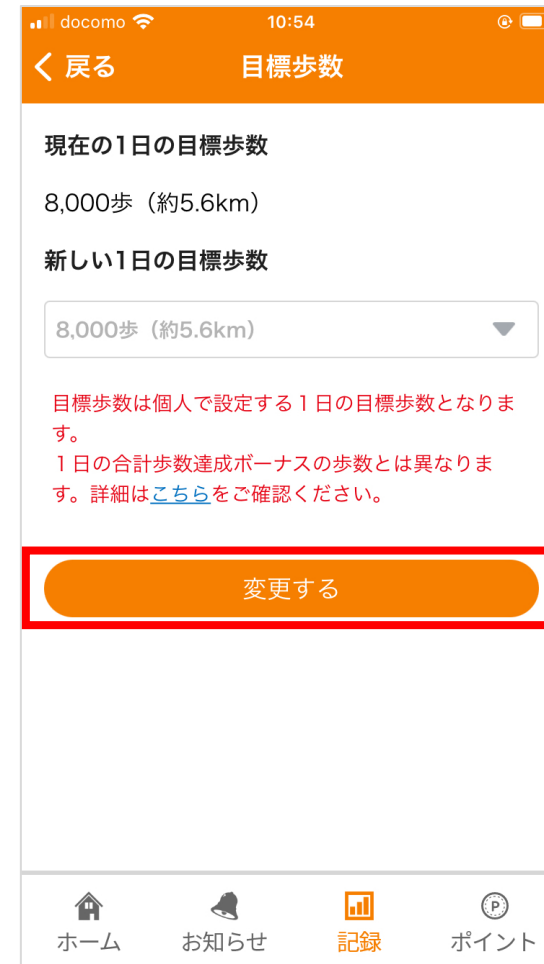 docomo 10:54
戻る 目標歩数
現在の1日の目標歩数
8,000歩（約5.6km）
新しい1日の目標歩数
8,000歩（約5.6km）
目標歩数は個人で設定する１日の目標歩数となりま
す。
１日の合計歩数達成ボーナスの歩数とは異なりま
す。詳細はこちらをご確認ください。
変更する
P
ホーム お知らせ 記録 ポイント